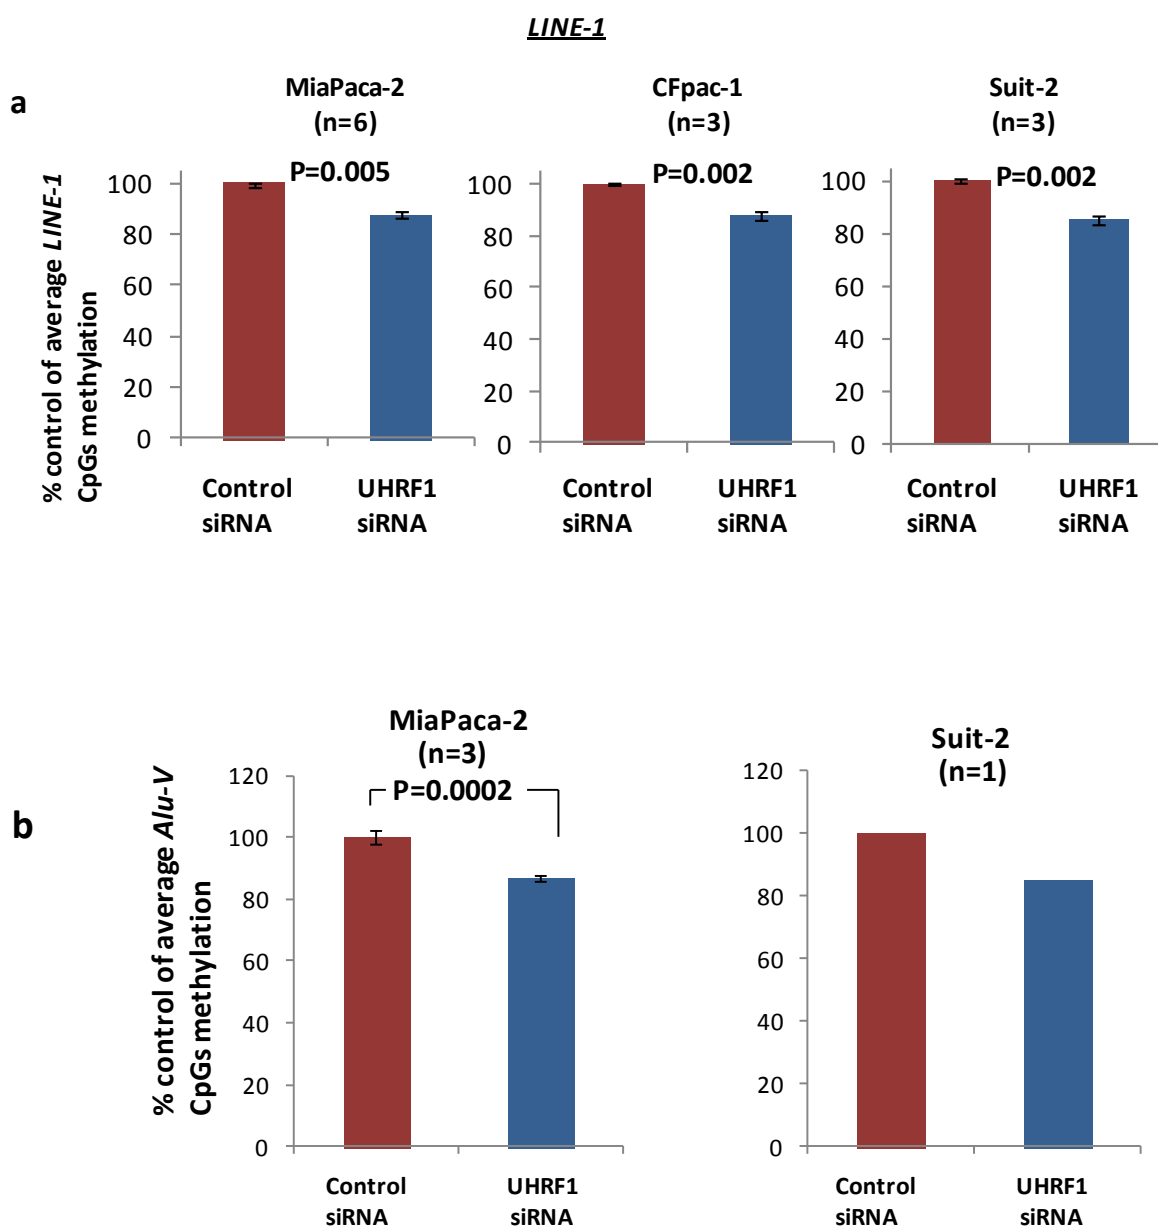 LINE-1
a
MiaPaca-2
(n=6)
CFpac-1
(n=3)
Suit-2
(n=3)
% control of average LINE-1
CpGs methylation
P=0.005
100
80
60
40
20
0
Control
siRNA
UHRF1
siRNA
P=0.002
100
80
60
40
20
0
Control
siRNA
UHRF1
siRNA
P=0.002
100
80
60
40
20
0
Control
siRNA
UHRF1
siRNA
b
% control of average Alu-V
CpGs methylation
MiaPaca-2
(n=3)
P=0.0002
120
100
80
60
40
20
0
Control
siRNA
UHRF1
siRNA
Suit-2
(n=1)
120
100
80
60
40
20
0
Control
siRNA
UHRF1
siRNA